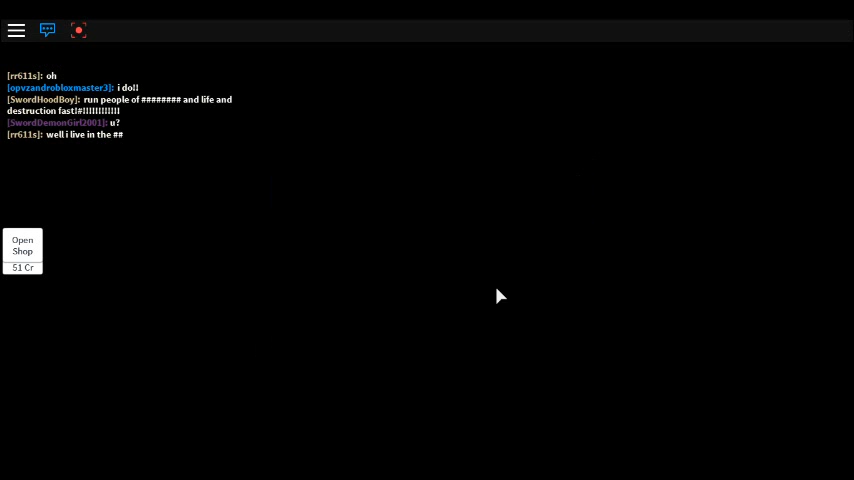 [rr611s]: oh
[opvzandrobloxmaster3]: i do!!
[SwordHoodBoy]: run people of ######## and life and
destruction fast!#!!!!!!!!!!!!
[SwordDemonGirl2001]: u?
[rr611s]: well i live in the ##
Open
Shop
51 Cr